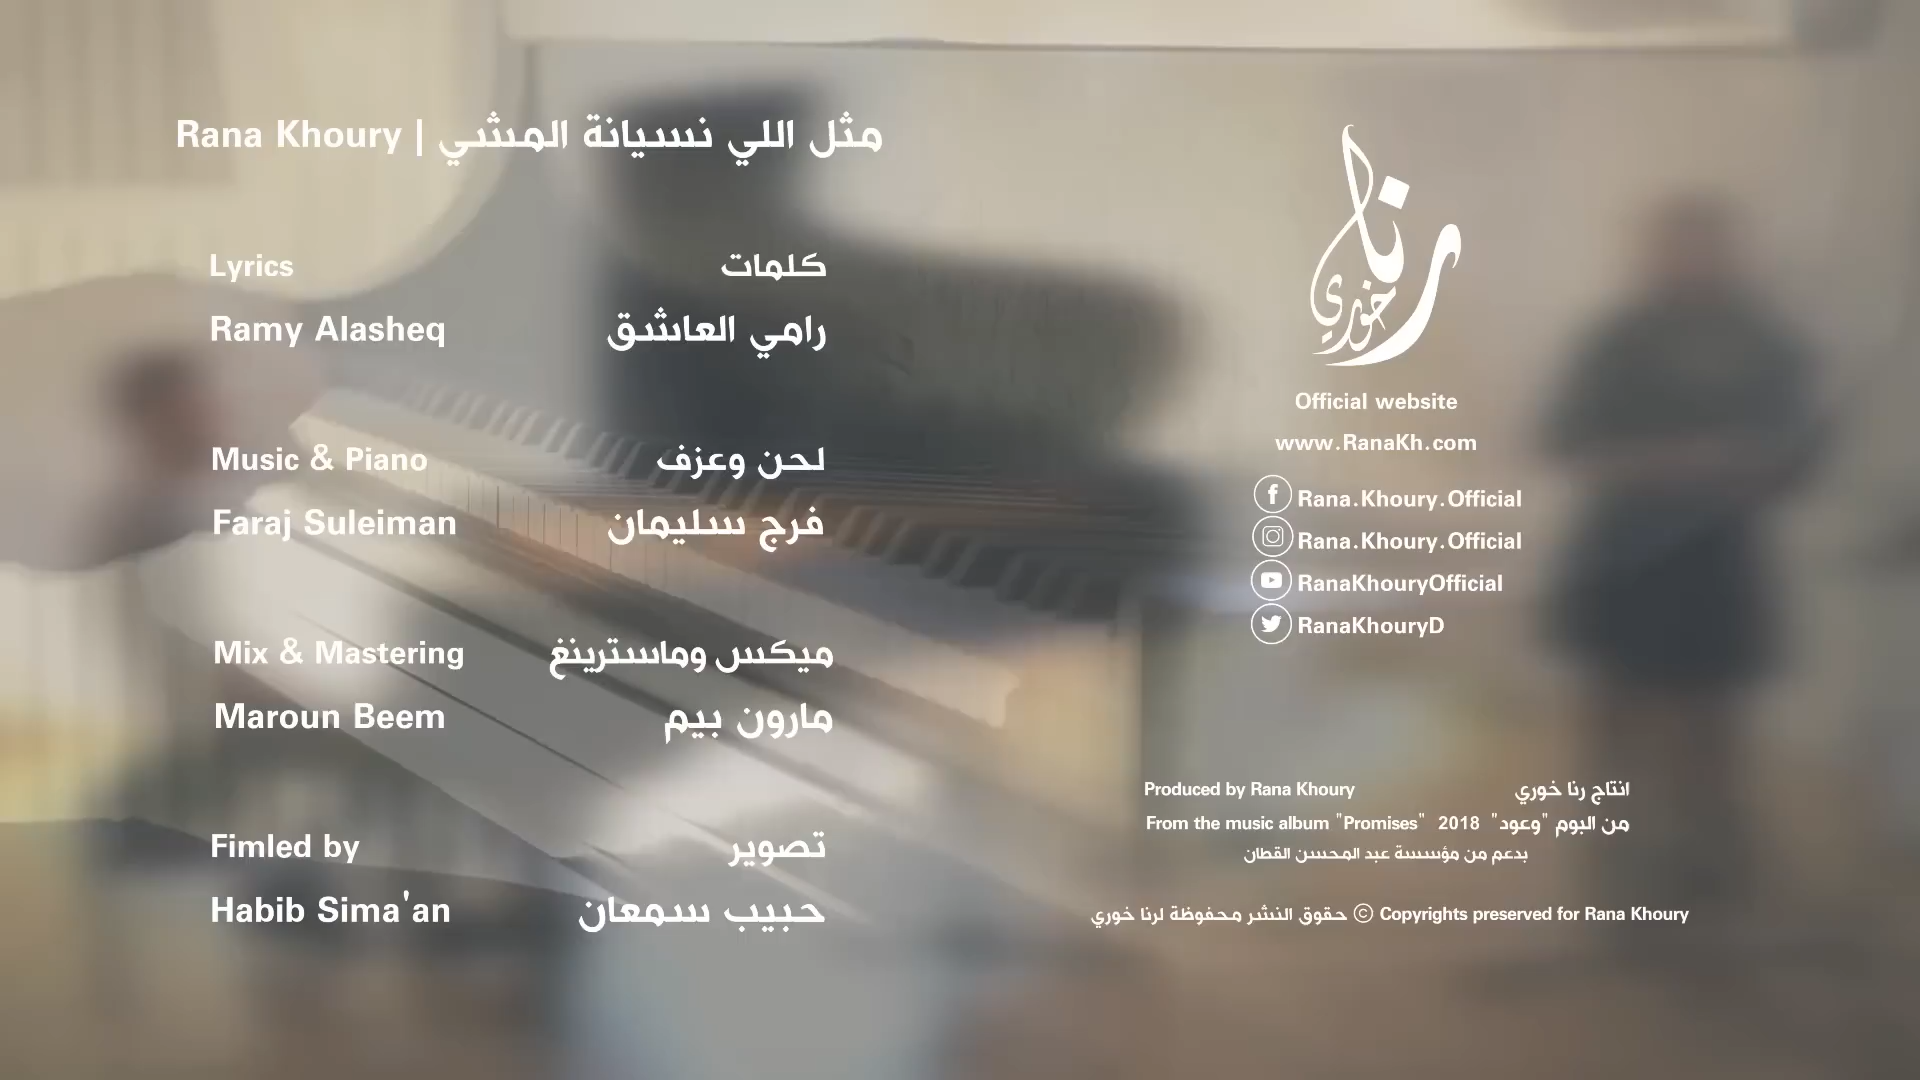 Rana Khoury | مثل اللي نسيانة المشي
Lyrics كلمات
Ramy Alasheq رامي العاشق
Music & Piano لحن وعزف
Faraj Suleiman فرج سليمان
Mix & Mastering ميكس وماسترينغ
Maroun Beem مارون بيم
Fimled by تصوير
Habib Sima'an حبيب سمعان
رنا
خوري
Official website
www.RanaKh.com
Rana.Khoury.Official
Rana.Khoury.Official
RanaKhouryOfficial
RanaKhouryD
Produced by Rana Khoury انتاج رنا خوري
From the music album "Promises" 2018 من البوم "وعود"
بدعم من مؤسسة عبد المحسن القطان
حقوق النشر محفوظة لرنا خوري © Copyrights preserved for Rana Khoury